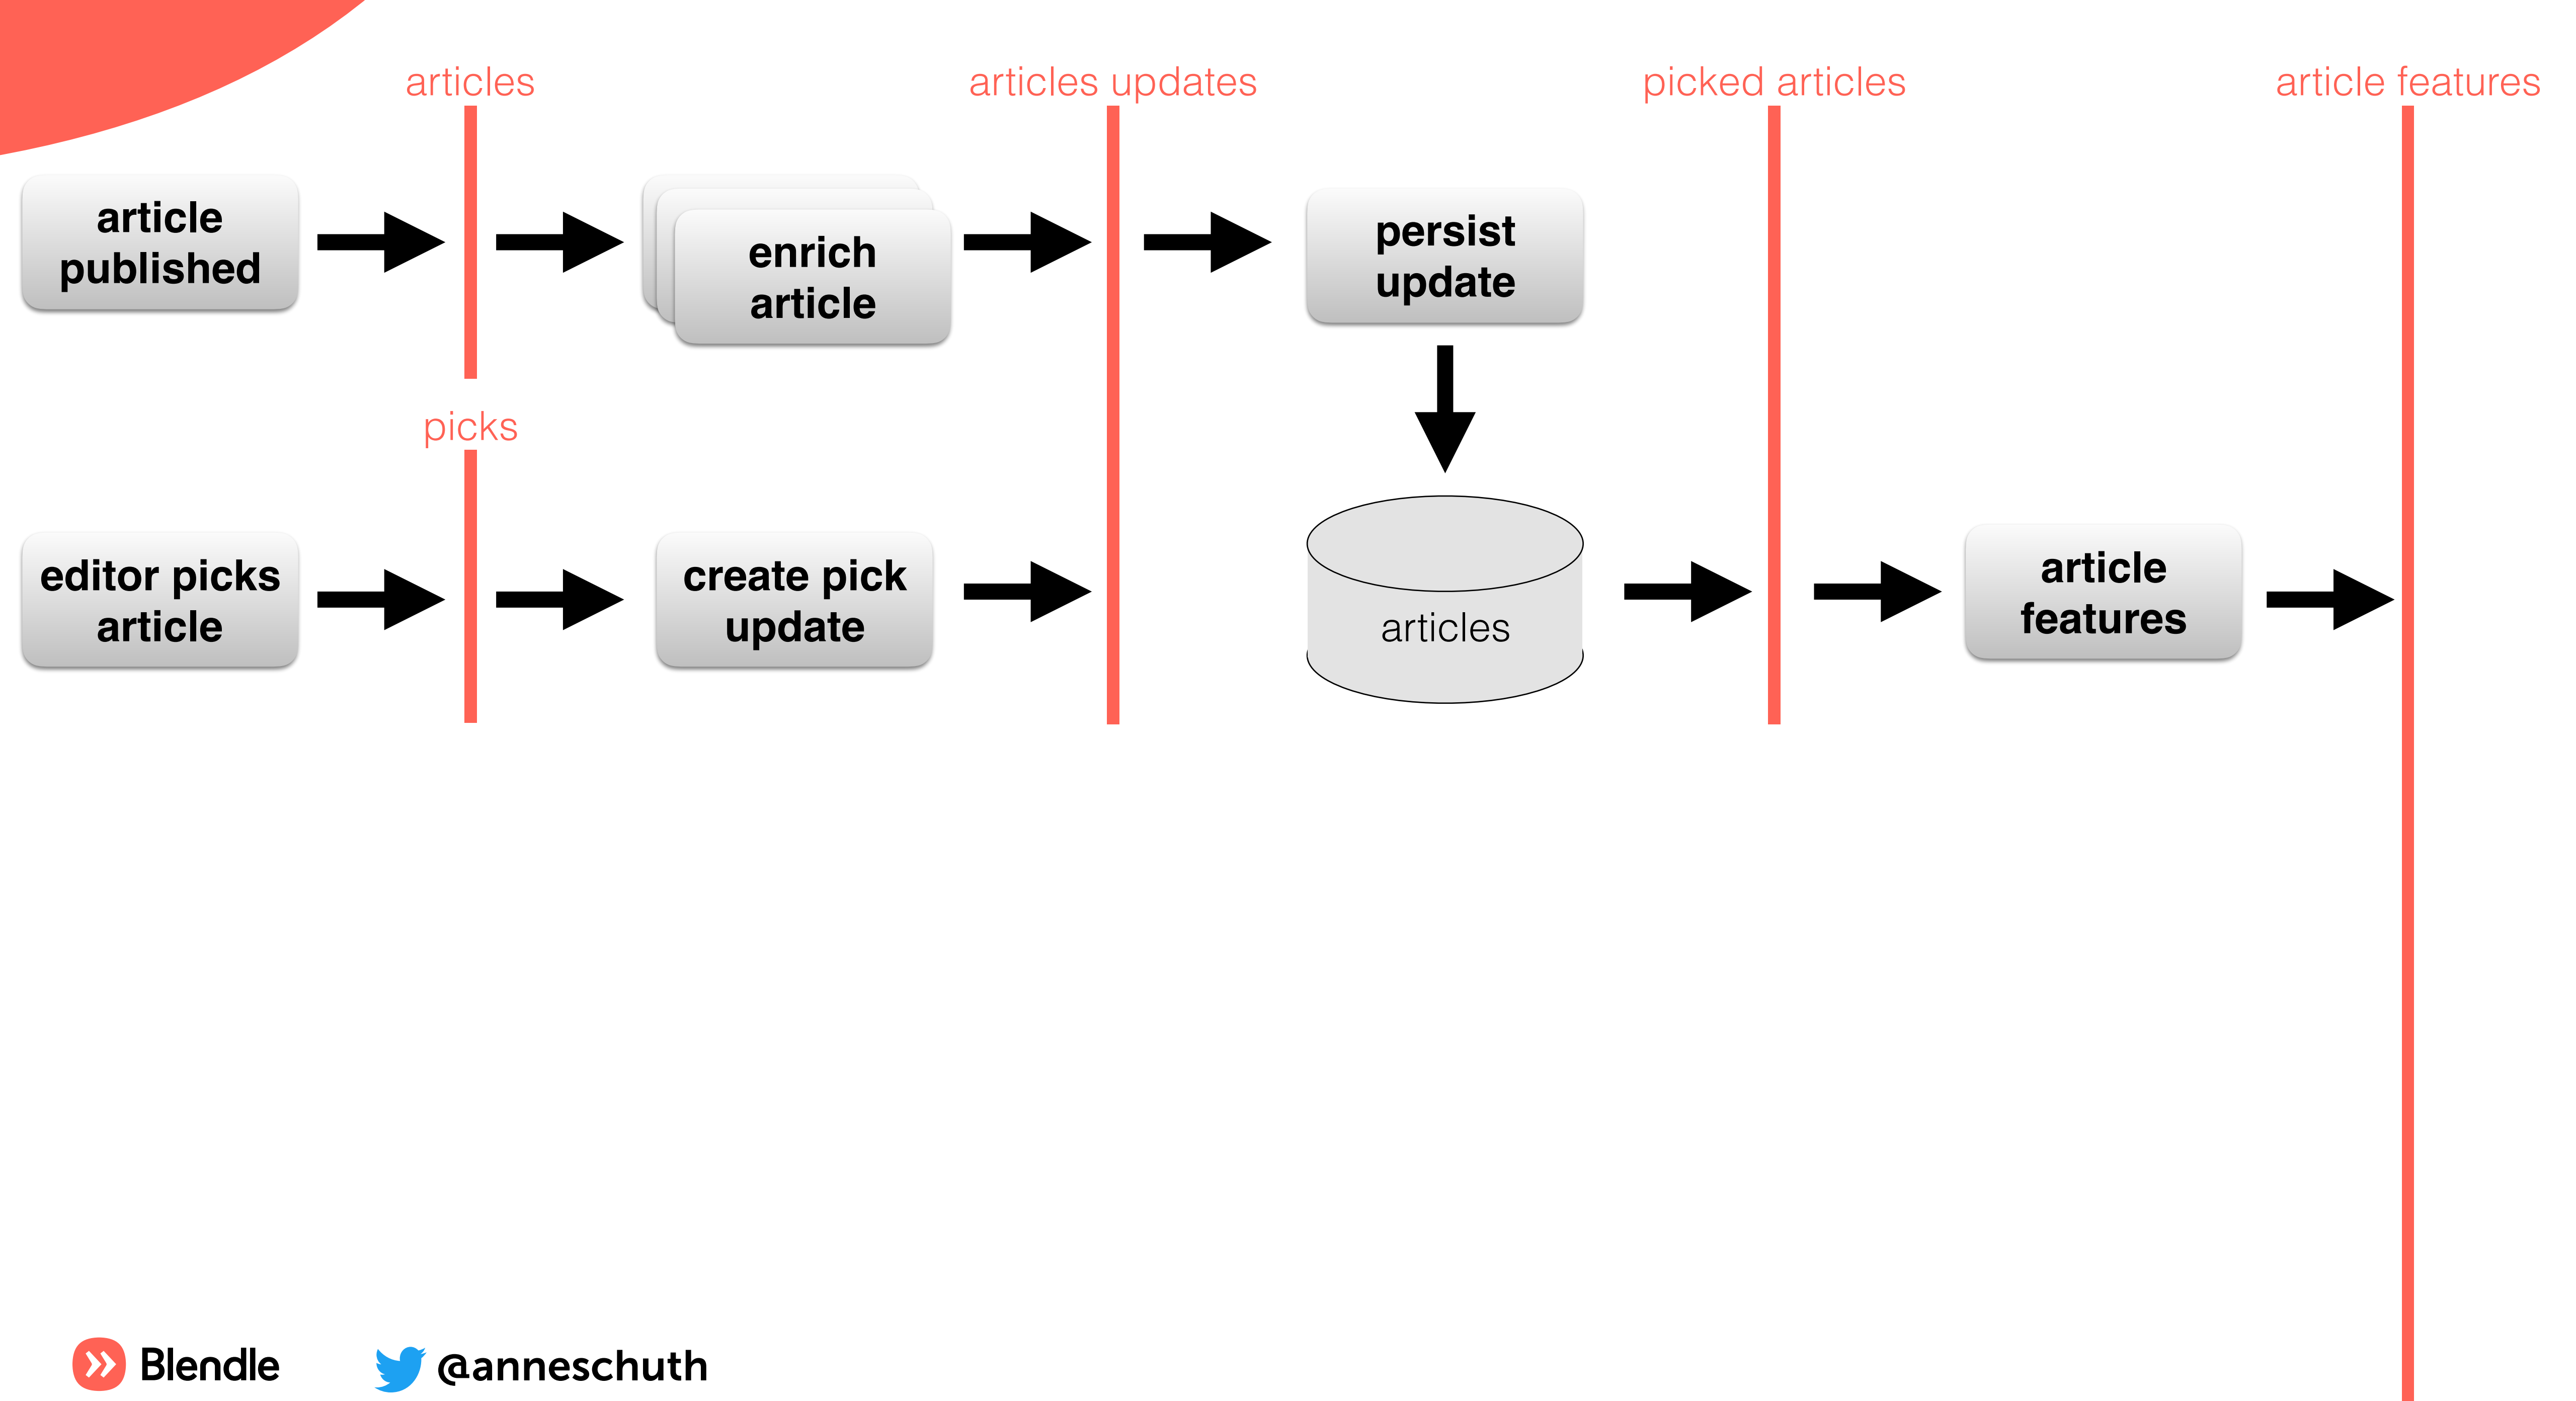 articles
articles updates
picked articles
article features
article
published
enrich
article
persist
update
picks
editor picks
article
create pick
update
articles
article
features
Blendle
@anneschuth